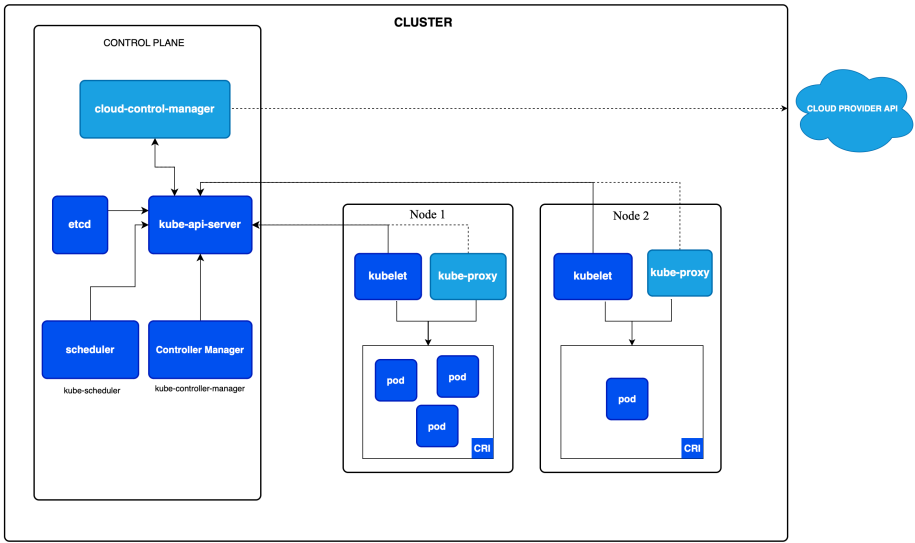 CLUSTER
CONTROL PLANE
cloud-control-manager
CLOUD PROVIDER API
etcd
kube-api-server
Node 1
Node 2
kubelet
kube-proxy
kubelet
kube-proxy
scheduler
Controller Manager
kube-scheduler
kube-controller-manager
pod
pod
pod
CRI
pod
CRI